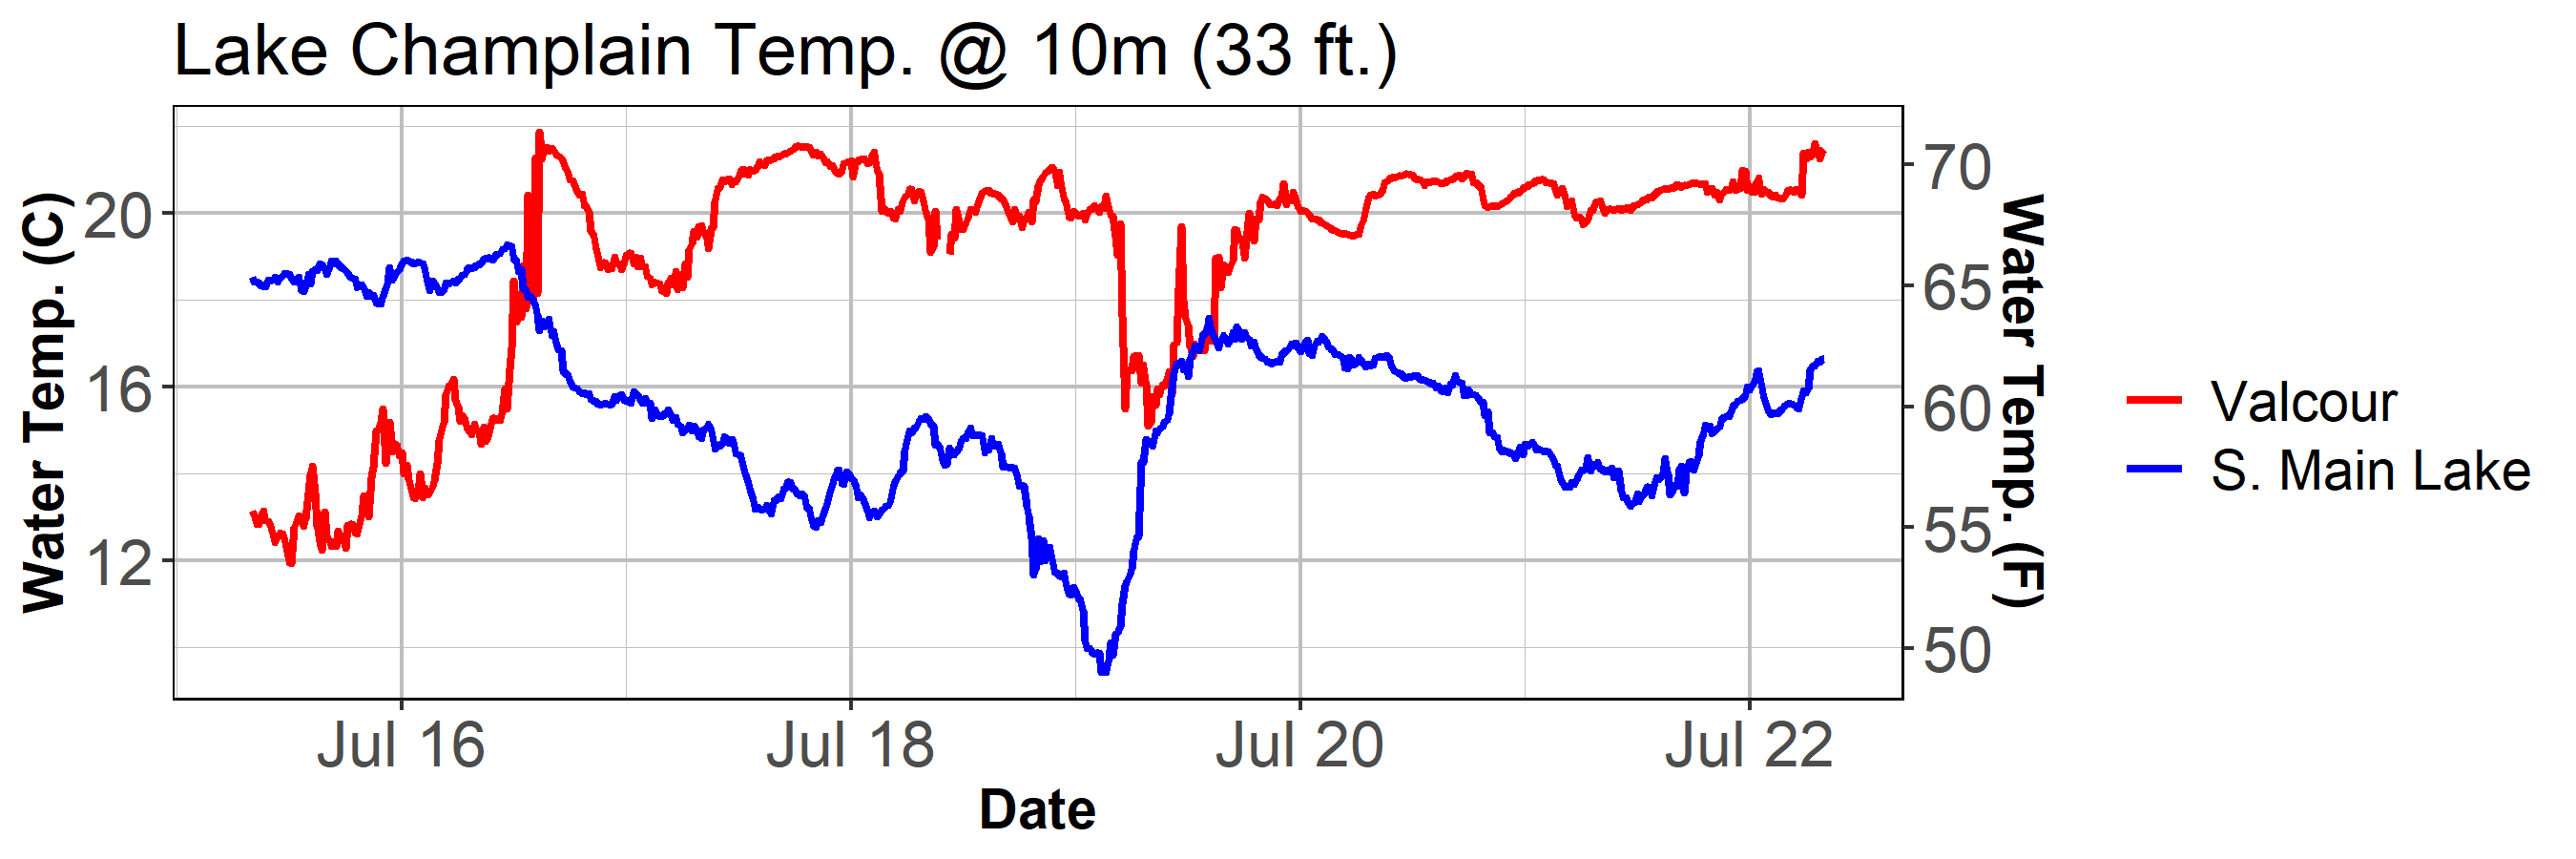 Lake Champlain Temp. @ 10m (33 ft.)
Water Temp. (C)
20
16
12
70
65
60
55
50
Water Temp. (F)
Jul 16
Jul 18
Jul 20
Jul 22
Date
Valcour
S. Main Lake